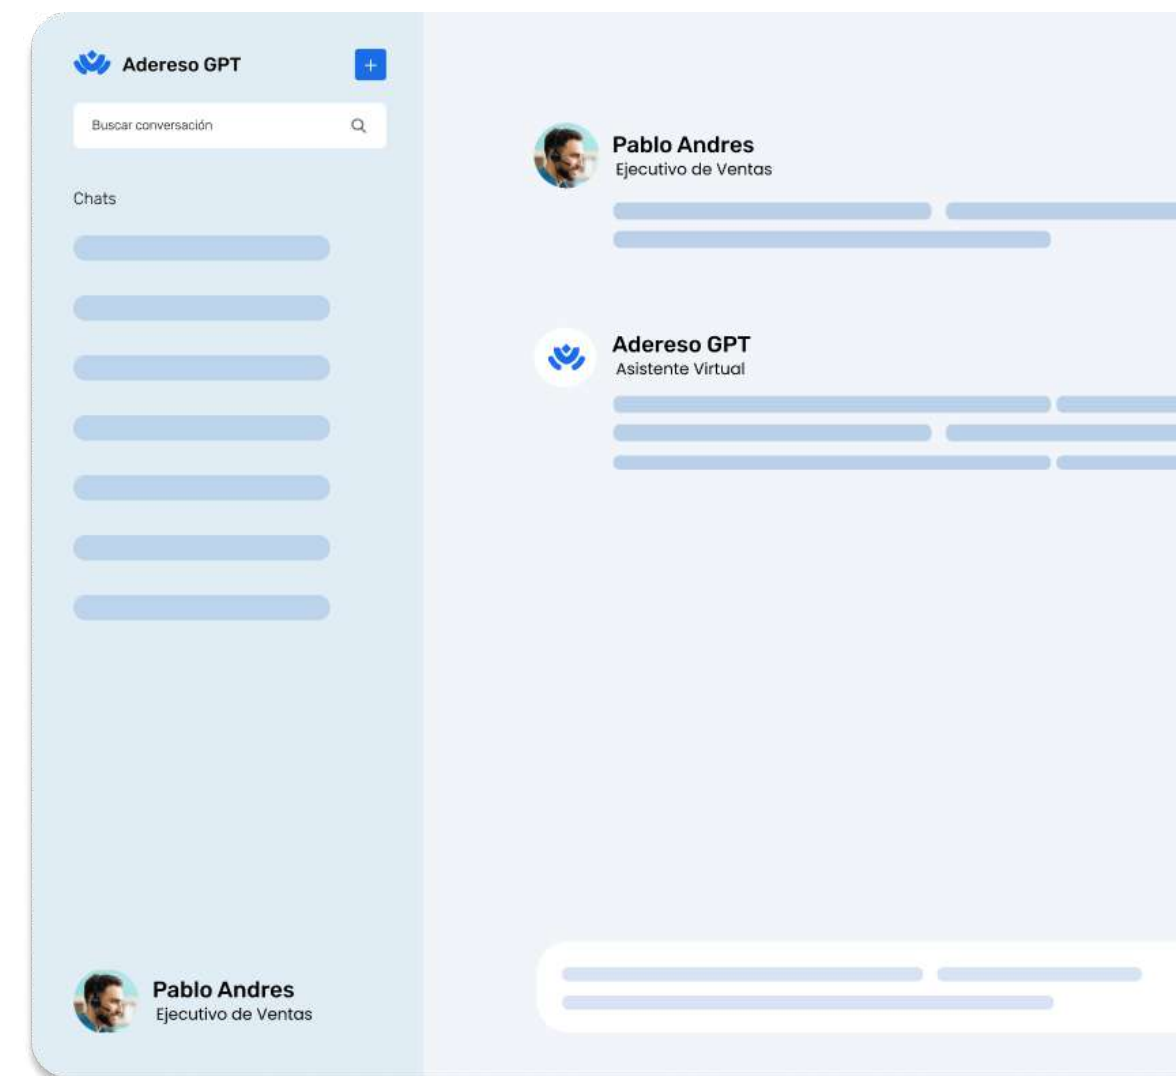 Adereso GPT
Buscar conversación
Chats
Pablo Andres
Ejecutivo de Ventas
Pablo Andres
Ejecutivo de Ventas
Adereso GPT
Asistente Virtual